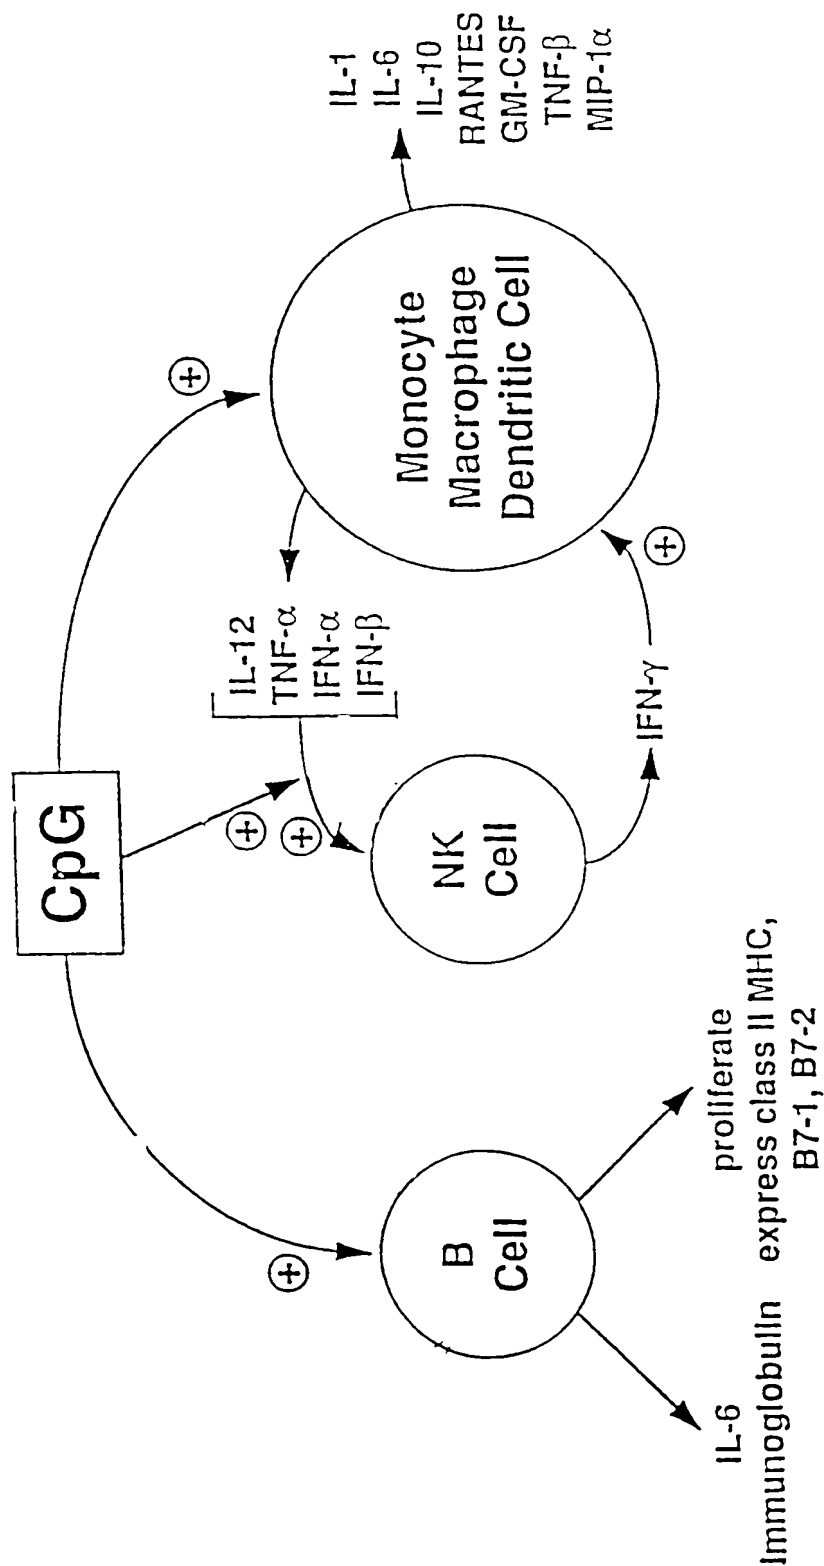 CpG
IL-12
TNF-α
IFN-α
IFN-β
IL-1
IL-6
IL-10
RANTES
GM-CSF
TNF-β
MIP-1α
Monocyte
Macrophage
Dendritic Cell
NK
Cell
B
Cell
IFN-γ
IL-6
Immunoglobulin
proliferate
express class II MHC,
B7-1, B7-2
+
+
+
+
+